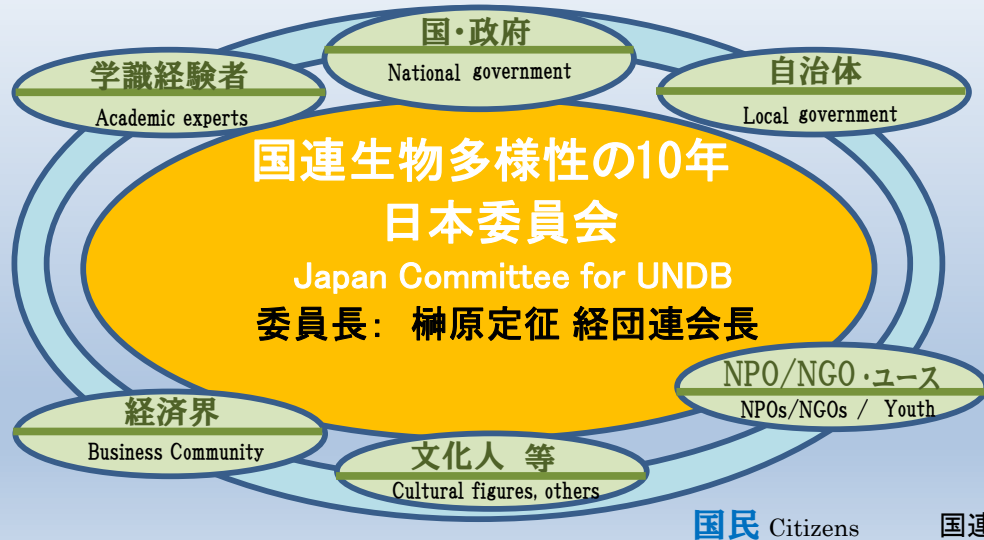 国・政府
National government
学識経験者
Academic experts
自治体
Local government
国連生物多様性の10年
日本委員会
Japan Committee for UNDB
委員長： 榊原定征 経団連会長
NPO/NGO・ユース
NPOs/NGOs / Youth
経済界
Business Community
文化人 等
Cultural figures, others
国民 Citizens
国連